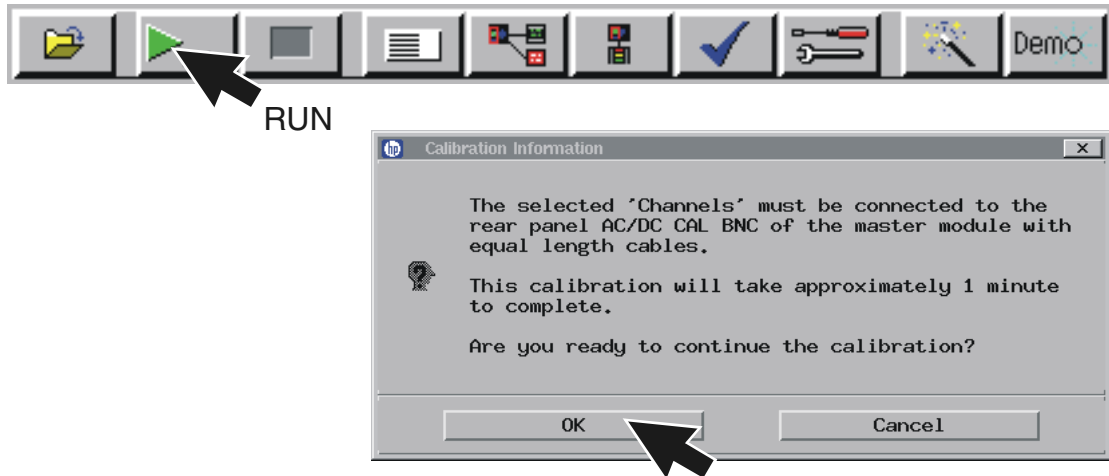 Demo
RUN
hp
Calibration Information
The selected 'Channels' must be connected to the
rear panel AC/DC CAL BNC of the master module with
equal length cables.
This calibration will take approximately 1 minute
to complete.
Are you ready to continue the calibration?
OK
Cancel